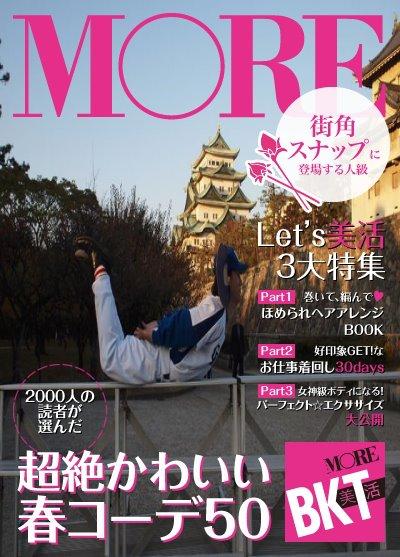 MORE
街角
スナップに
登場する人級
Let's美活
3大特集
Part1 巻いて、編んで♥
ほめられヘアアレンジ
BOOK
Part2 好印象GET!な
お仕事着回し30days
Part3 女神級ボディになる!
パーフェクト☆エクササイズ
大公開
2000人の
読者が
選んだ
超絶かわいい
春コーデ50
MORE
BKT
美活